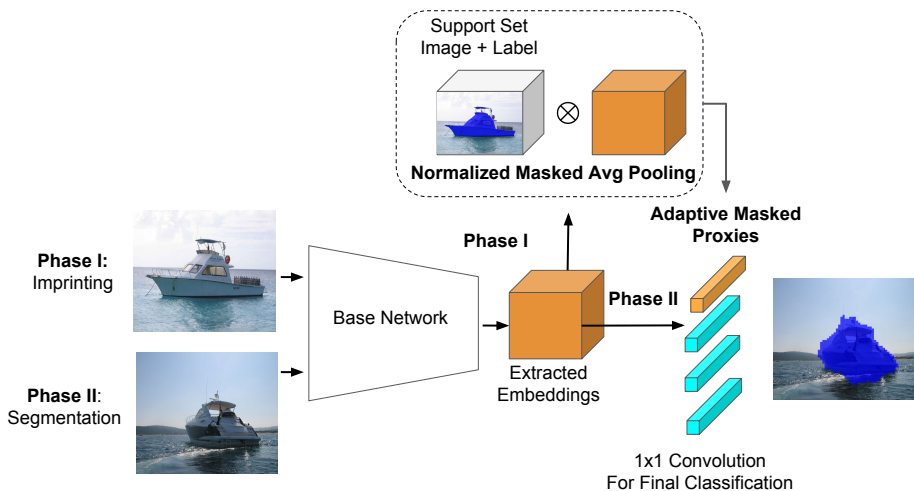 Support Set
Image + Label
Normalized Masked Avg Pooling
Adaptive Masked
Proxies
Phase I
Phase I:
Imprinting
Base Network
Phase II
Extracted
Embeddings
Phase II:
Segmentation
1x1 Convolution
For Final Classification